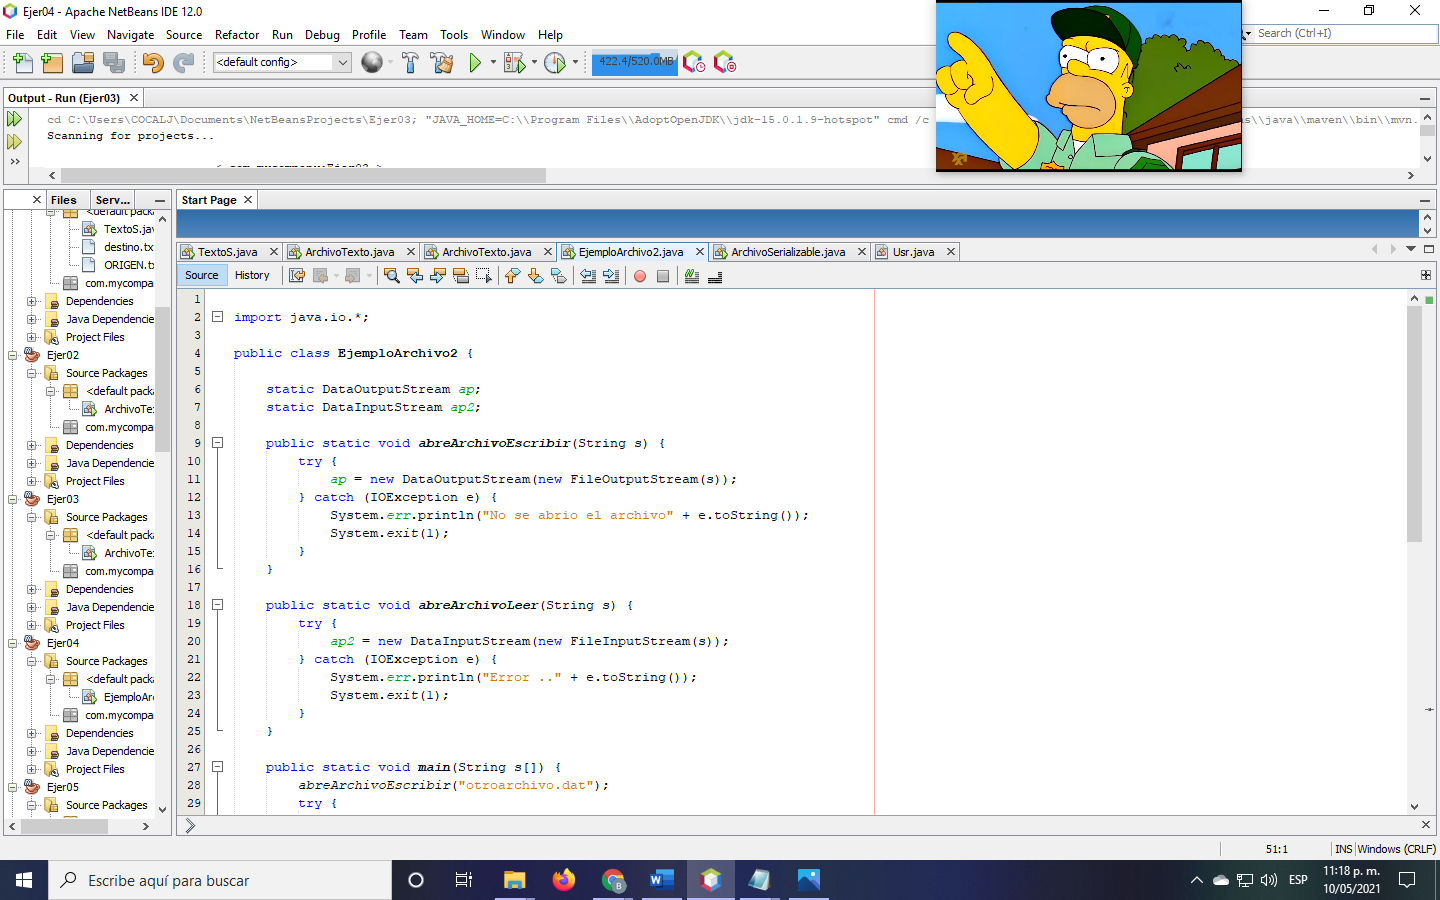 Ejer04 - Apache NetBeans IDE 12.0
File Edit View Navigate Source Refactor Run Debug Profile Team Tools Window Help
Search (Ctrl+I)
<default config>
422.4/520.0MB
Output - Run (Ejer03)
cd C:\Users\COCALJ\Documents\NetBeansProjects\Ejer03; "JAVA_HOME=C:\\Program Files\\AdoptOpenJDK\\jdk-15.0.1.9-hotspot" cmd /c
us\\java\\maven\\bin\\mvn.
Scanning for projects...
Files Serv...
Start Page
<default packa
TextoS.jav
destino.tx
ORIGEN.t
com.mycompa
Dependencies
Java Dependencie
Project Files
Ejer02
Source Packages
<default packa
ArchivoTe
com.mycompa
Dependencies
Java Dependencie
Project Files
Ejer03
Source Packages
<default packa
ArchivoTe
com.mycompa
Dependencies
Java Dependencie
Project Files
Ejer04
Source Packages
<default packa
EjemploAr
com.mycompa
Dependencies
Java Dependencie
Project Files
Ejer05
Source Packages
TextoS.java ArchivoTexto.java ArchivoTexto.java EjemploArchivo2.java ArchivoSerializable.java Usr.java
Source History
1
2 import java.io.*;
3
4 public class EjemploArchivo2 {
5
6 static DataOutputStream ap;
7 static DataInputStream ap2;
8
9 public static void abreArchivoEscribir(String s) {
10 try {
11 ap = new DataOutputStream(new FileOutputStream(s));
12 } catch (IOException e) {
13 System.err.println("No se abrio el archivo" + e.toString());
14 System.exit(1);
15 }
16 }
17
18 public static void abreArchivoLeer(String s) {
19 try {
20 ap2 = new DataInputStream(new FileInputStream(s));
21 } catch (IOException e) {
22 System.err.println("Error .." + e.toString());
23 System.exit(1);
24 }
25 }
26
27 public static void main(String s[]) {
28 abreArchivoEscribir("otroarchivo.dat");
29 try {
51:1 INS Windows (CRLF)
Escribe aquí para buscar
ESP
11:18 p. m.
10/05/2021